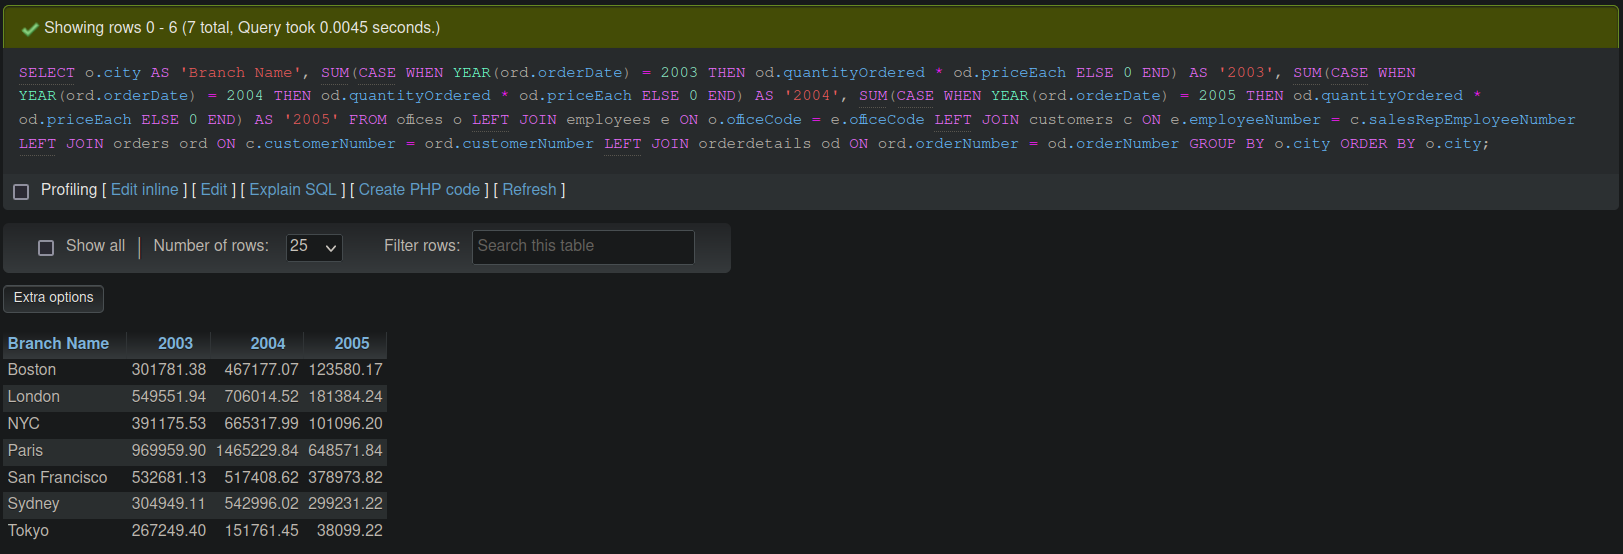 Showing rows 0 - 6 (7 total, Query took 0.0045 seconds.)
SELECT o.city AS 'Branch Name', SUM(CASE WHEN YEAR(ord.orderDate) = 2003 THEN od.quantityOrdered * od.priceEach ELSE 0 END) AS '2003', SUM(CASE WHEN
YEAR(ord.orderDate) = 2004 THEN od.quantityOrdered * od.priceEach ELSE 0 END) AS '2004', SUM(CASE WHEN YEAR(ord.orderDate) = 2005 THEN od.quantityOrdered *
od.priceEach ELSE 0 END) AS '2005' FROM offices o LEFT JOIN employees e ON o.officeCode = e.officeCode LEFT JOIN customers c ON e.employeeNumber = c.salesRepEmployeeNumber
LEFT JOIN orders ord ON c.customerNumber = ord.customerNumber LEFT JOIN orderdetails od ON ord.orderNumber = od.orderNumber GROUP BY o.city ORDER BY o.city;
Profiling [ Edit inline ] [ Edit ] [ Explain SQL ] [ Create PHP code ] [ Refresh ]
Show all | Number of rows: 25 Filter rows: Search this table
Extra options
Branch Name 2003 2004 2005
Boston 301781.38 467177.07 123580.17
London 549551.94 706014.52 181384.24
NYC 391175.53 665317.99 101096.20
Paris 969959.90 1465229.84 648571.84
San Francisco 532681.13 517408.62 378973.82
Sydney 304949.11 542996.02 299231.22
Tokyo 267249.40 151761.45 38099.22